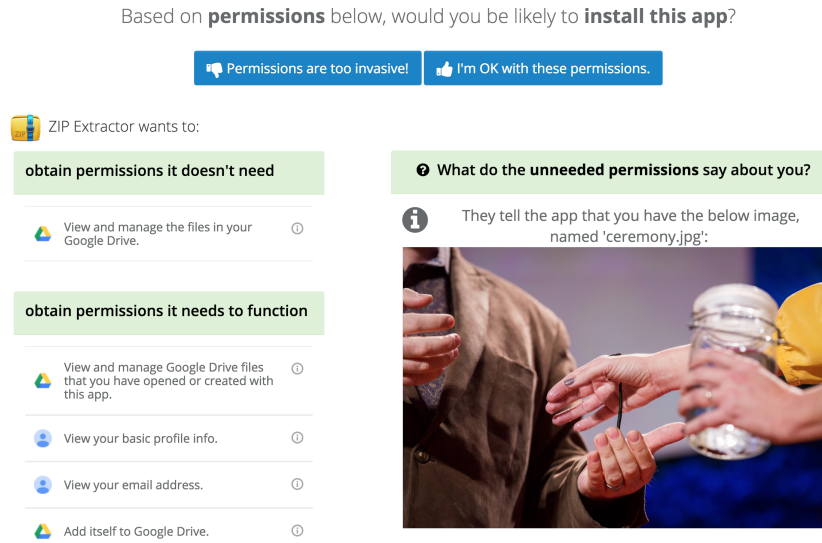 Based on permissions below, would you be likely to install this app?
Permissions are too invasive!
I'm OK with these permissions.
ZIP
ZIP Extractor wants to:
obtain permissions it doesn't need
View and manage the files in your
Google Drive.
obtain permissions it needs to function
View and manage Google Drive files
that you have opened or created with
this app.
View your basic profile info.
View your email address.
Add itself to Google Drive.
What do the unneeded permissions say about you?
They tell the app that you have the below image,
named 'ceremony.jpg':